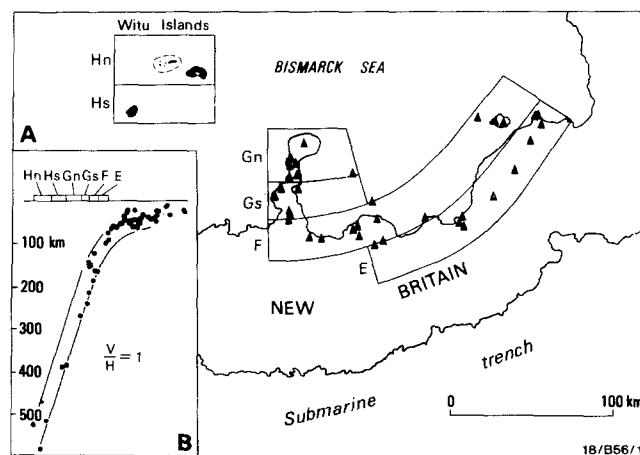 Witu Islands
Hn
Hs
A
BISMARCK SEA
Gn
Gs
F
E
NEW
BRITAIN
Submarine
trench
0 100 km
18/B56/1
Hn Hs Gn Gs F E
100 km
200
300
400
500
V/H = 1
B